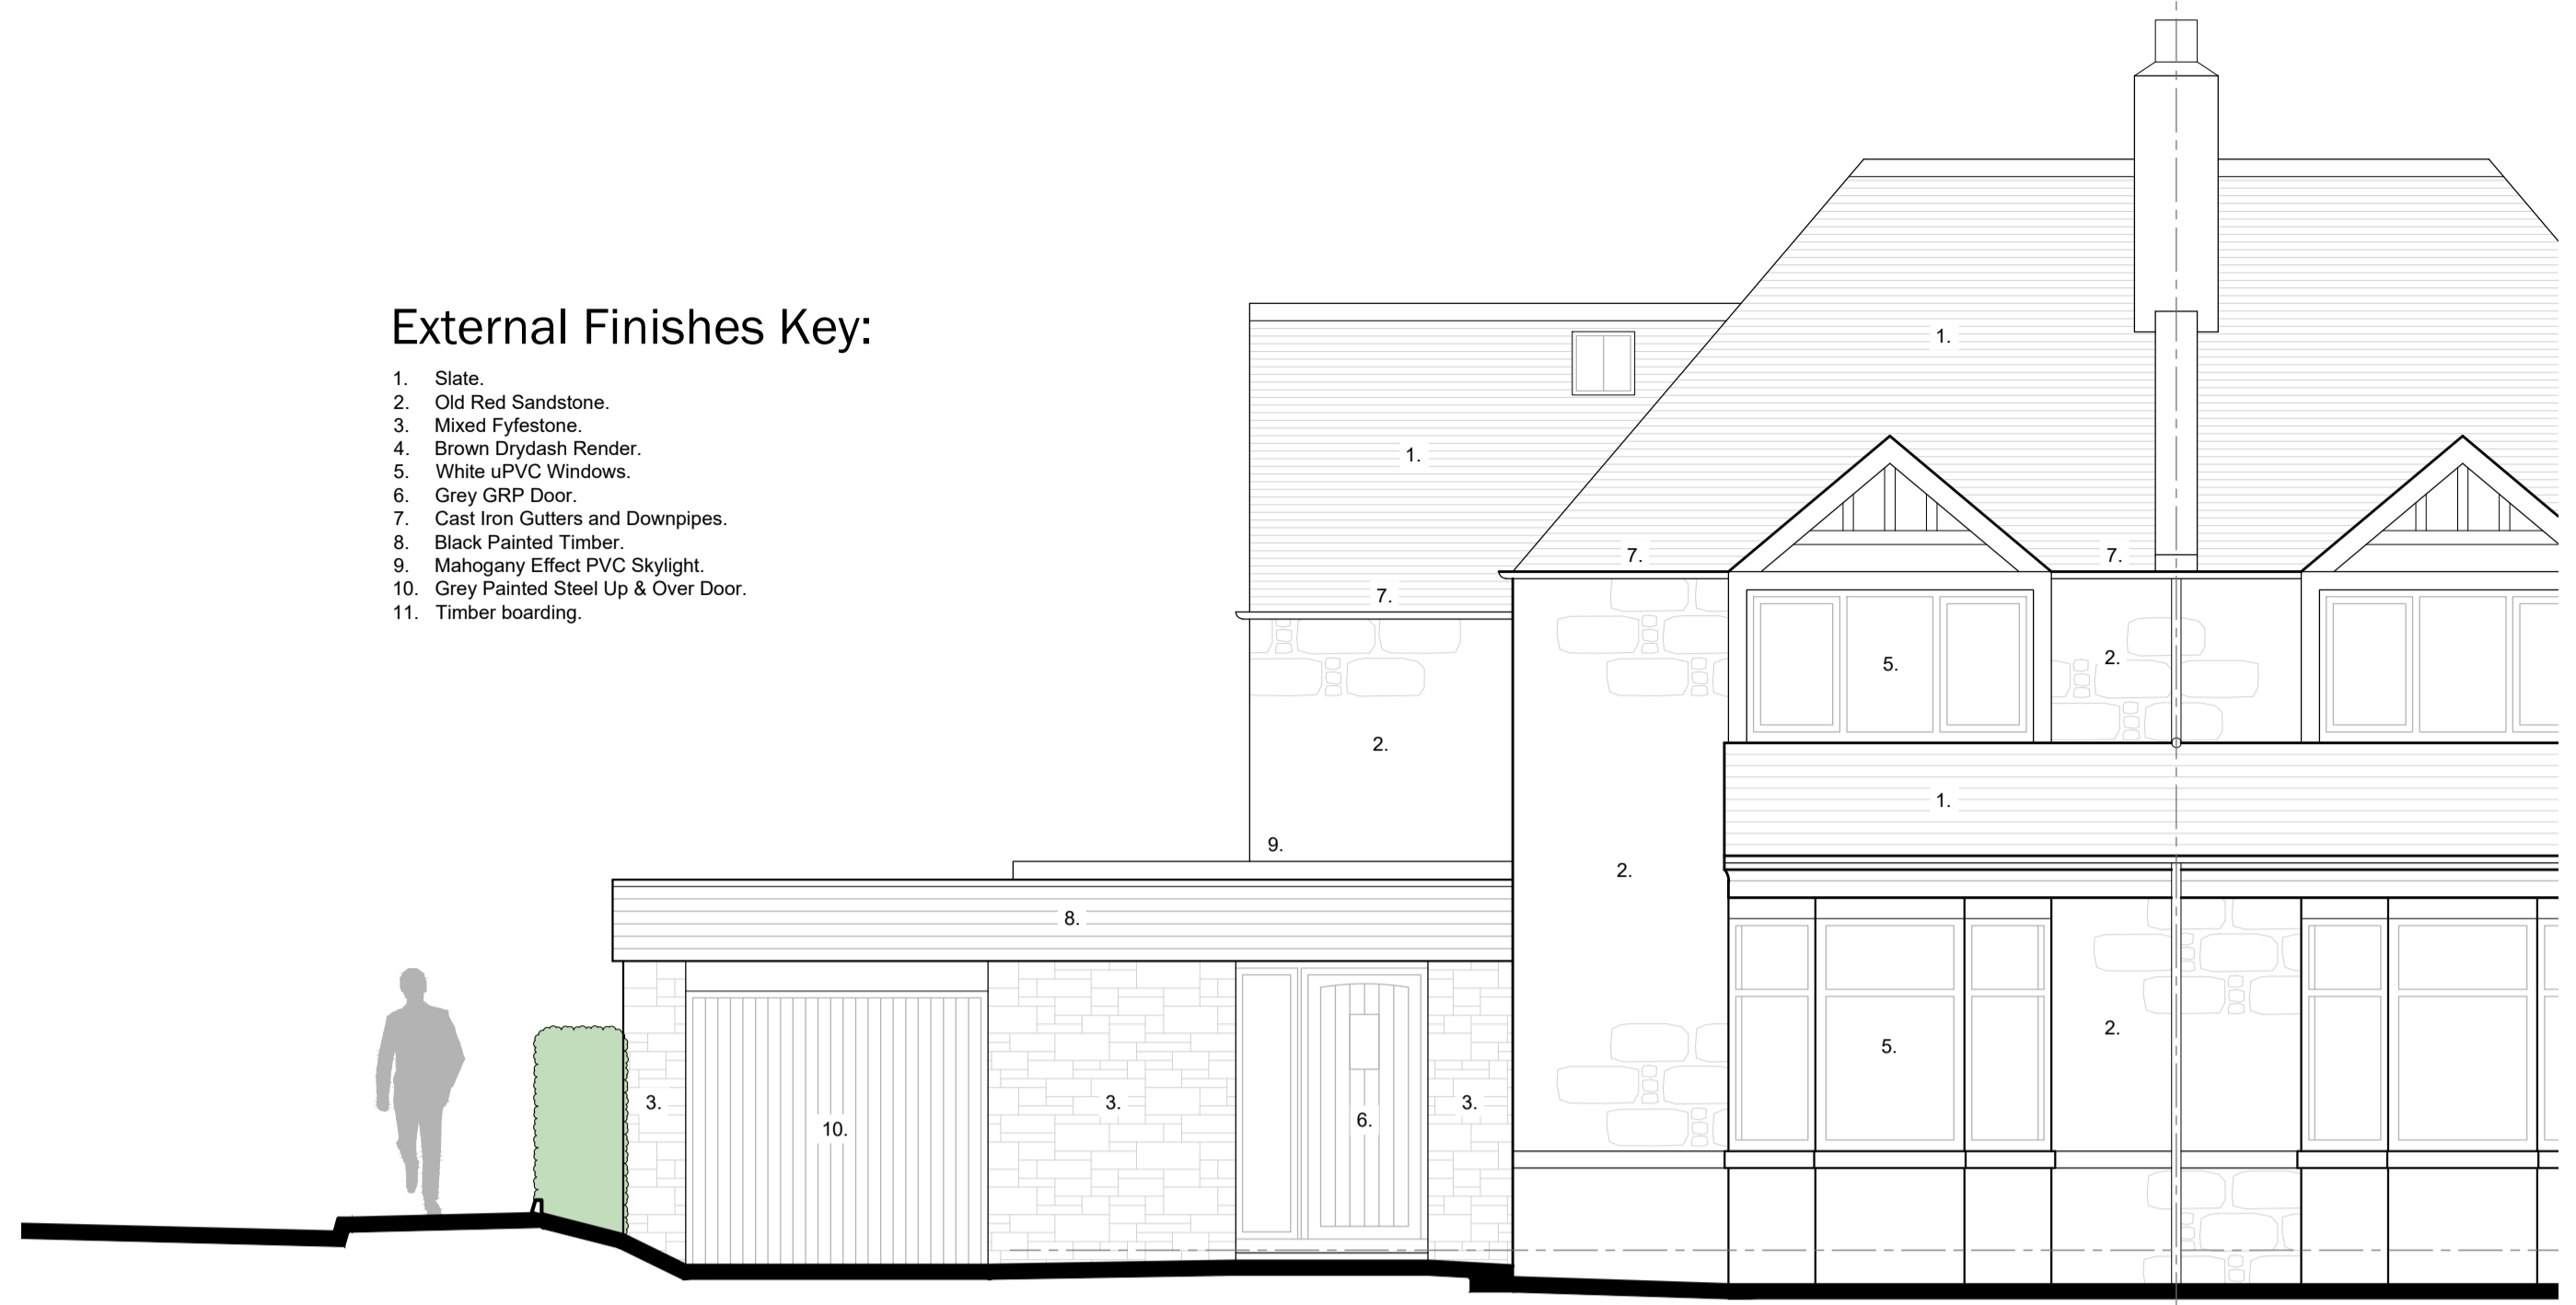 External Finishes Key:
1. Slate.
2. Old Red Sandstone.
3. Mixed Fyfestone.
4. Brown Drydash Render.
5. White uPVC Windows.
6. Grey GRP Door.
7. Cast Iron Gutters and Downpipes.
8. Black Painted Timber.
9. Mahogany Effect PVC Skylight.
10. Grey Painted Steel Up & Over Door.
11. Timber boarding.
1.
1.
7.
7.
7.
2.
5.
2.
1.
9.
2.
8.
2.
5.
3.
3.
3.
6.
10.